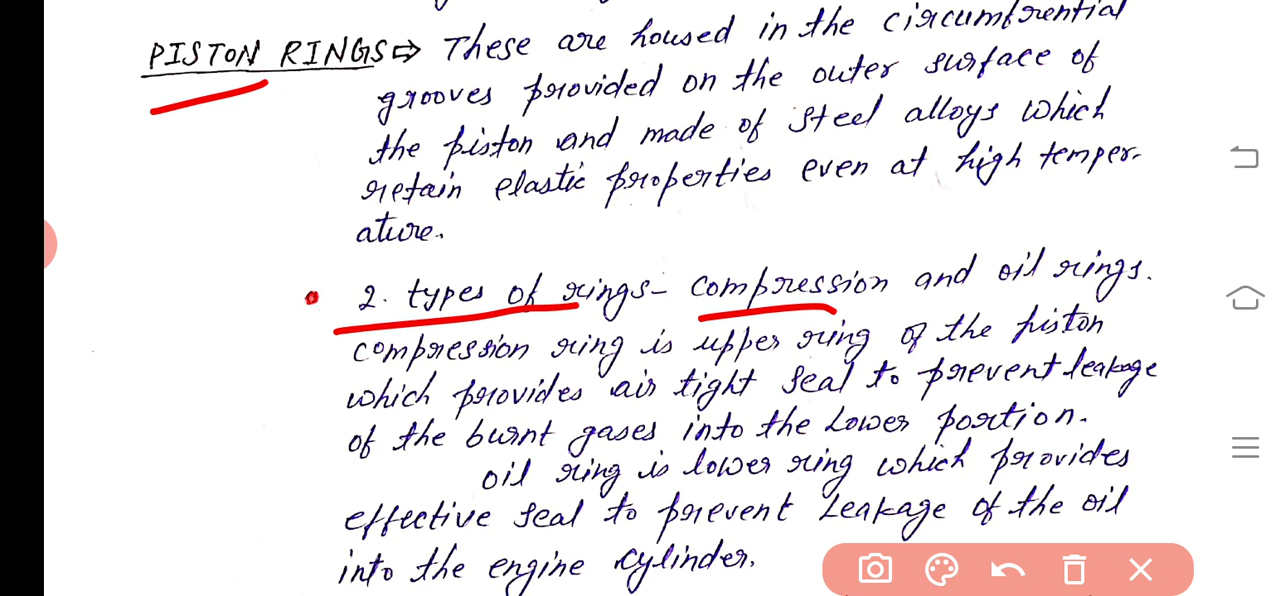 PISTON RINGS⇒ These are housed in the circumfrential
grooves provided on the outer surface of
the piston and made of steel alloys which
retain elastic properties even at high temper-
ature.
• 2. types of rings- compression and oil rings.
compression ring is upper ring of the piston
which provides air tight seal to prevent leakage
of the burnt gases into the lower portion.
oil ring is lower ring which provides
effective seal to prevent leakage of the oil
into the engine cylinder.